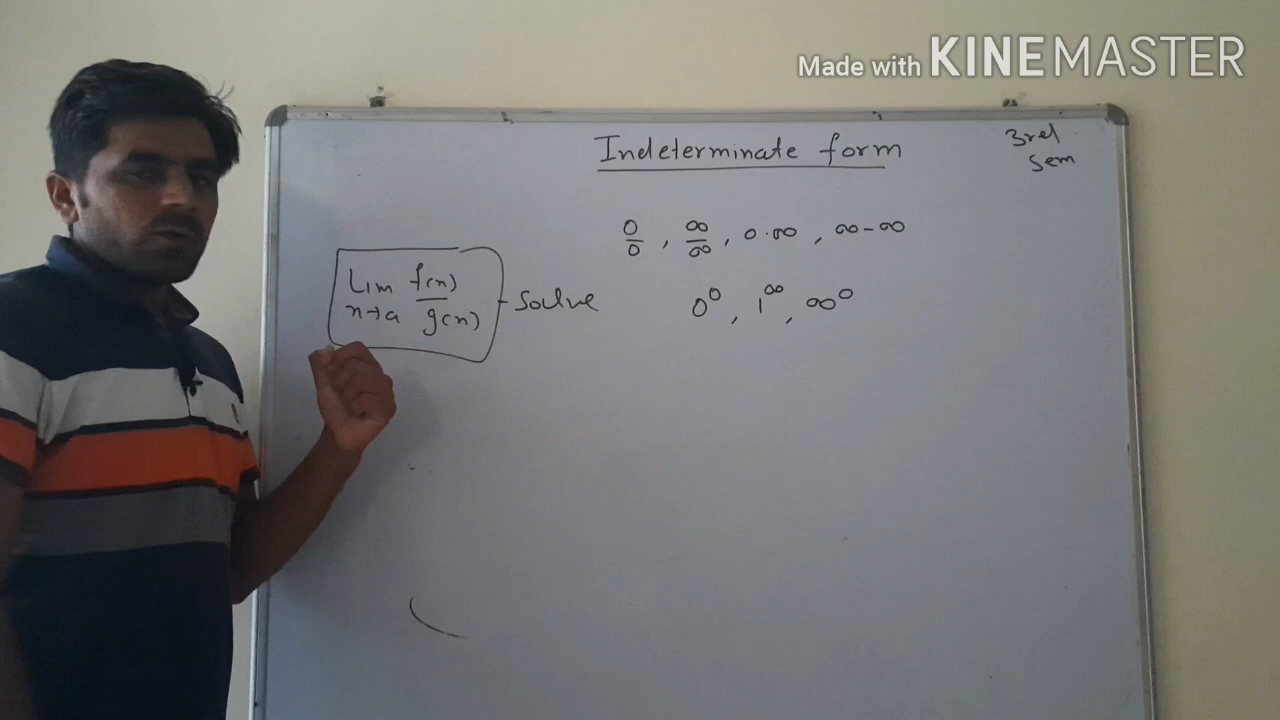 Made with KINEMASTER
Indeterminate form
3rd
Sem
0/0 , ∞/∞ , 0·∞ , ∞-∞
Lim x→a f(x)/g(x) - Solve
0⁰ , 1^∞ , ∞⁰